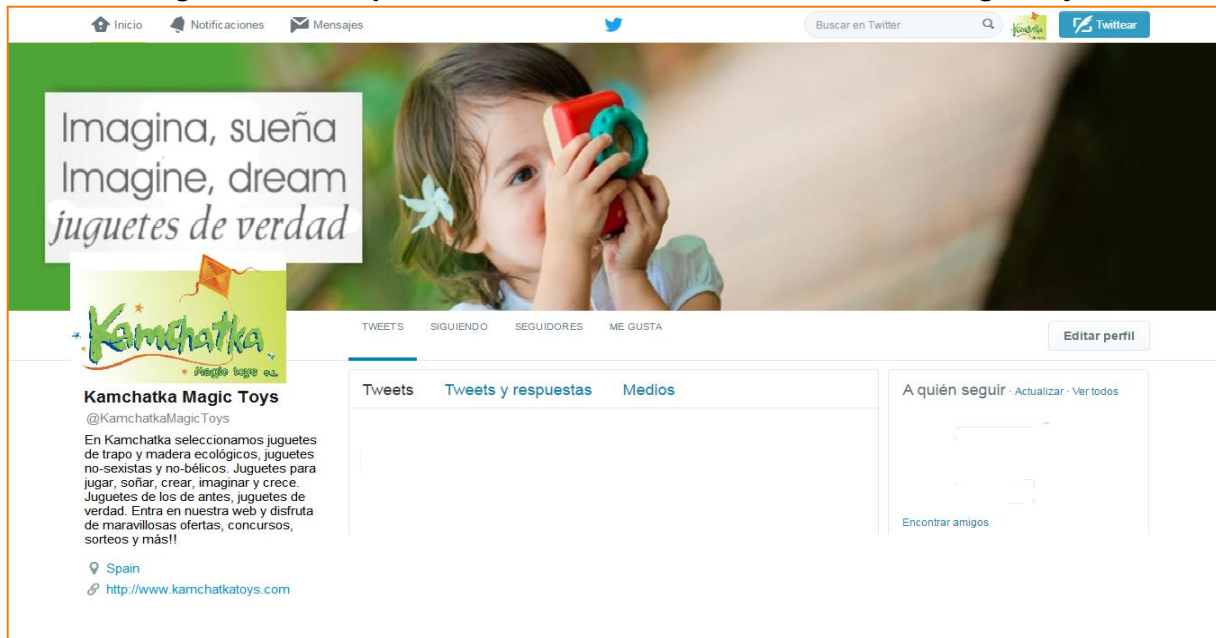 Inicio Notificaciones Mensajes Buscar en Twitter Kamchatka Twittear
Imagina, sueña
Imagine, dream
juguetes de verdad
Kamchatka
Magic toys s.l.
TWEETS SIGUIENDO SEGUIDORES ME GUSTA
Editar perfil
Kamchatka Magic Toys
@KamchatkaMagicToys
En Kamchatka seleccionamos juguetes
de trapo y madera ecológicos, juguetes
no-sexistas y no-bélicos. Juguetes para
jugar, soñar, crear, imaginar y crece.
Juguetes de los de antes, juguetes de
verdad. Entra en nuestra web y disfruta
de maravillosas ofertas, concursos,
sorteos y más!!
Spain
http://www.kamchatkatoys.com
Tweets Tweets y respuestas Medios
A quién seguir · Actualizar · Ver todos
Encontrar amigos